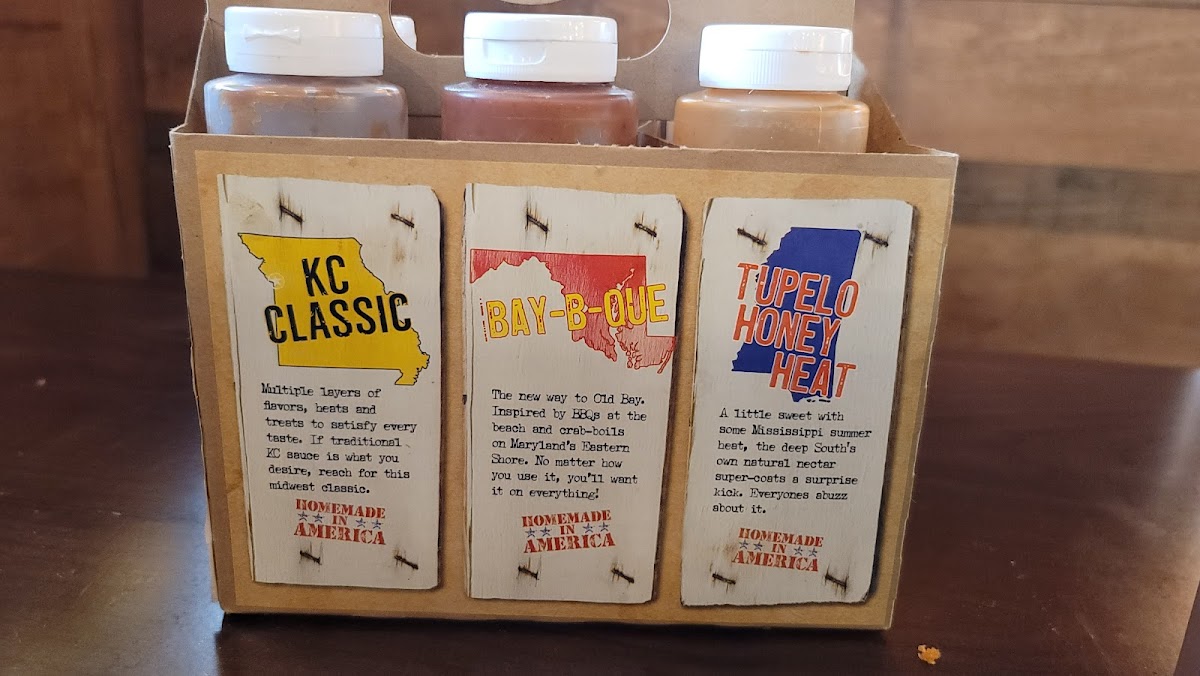 KC
CLASSIC
Multiple layers of
flavors, heats and
treats to satisfy every
taste. If traditional
KC sauce is what you
desire, reach for this
midwest classic.
HOMEMADE
IN
AMERICA
BAY-B-QUE
The new way to Old Bay.
Inspired by BBQs at the
beach and crab-boils
on Maryland's Eastern
Shore. No matter how
you use it, you'll want
it on everything!
HOMEMADE
IN
AMERICA
TUPELO
HONEY
HEAT
A little sweet with
some Mississippi summer
heat, the deep South's
own natural nectar
super-coats a surprise
kick. Everyones abuzz
about it.
HOMEMADE
IN
AMERICA